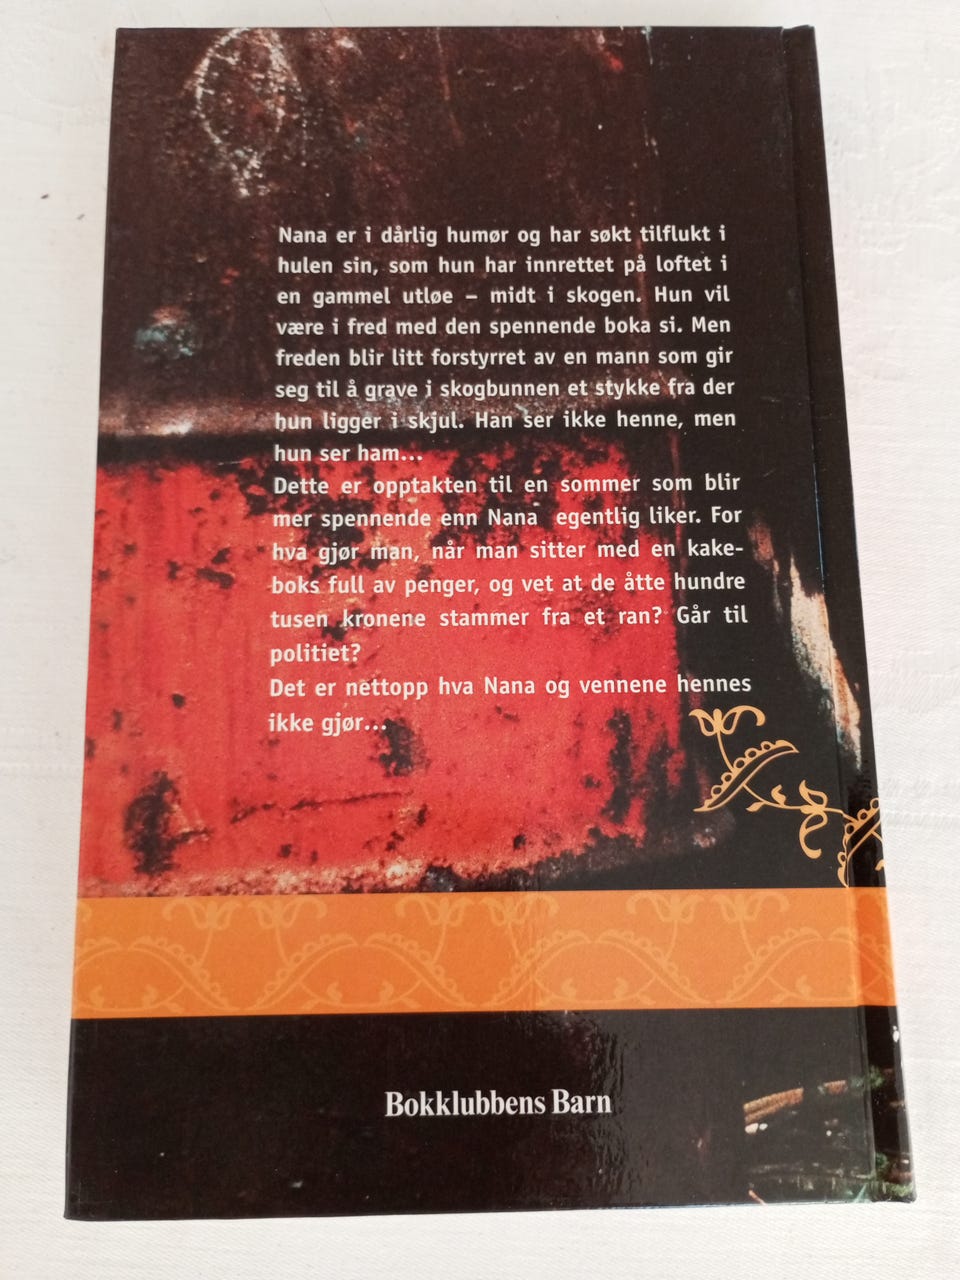 Nana er i dårlig humør og har søkt tilflukt i
hulen sin, som hun har innrettet på loftet i
en gammel utløe – midt i skogen. Hun vil
være i fred med den spennende boka si. Men
freden blir litt forstyrret av en mann som gir
seg til å grave i skogbunnen et stykke fra der
hun ligger i skjul. Han ser ikke henne, men
hun ser ham...
Dette er opptakten til en sommer som blir
mer spennende enn Nana egentlig liker. For
hva gjør man, når man sitter med en kake-
boks full av penger, og vet at de åtte hundre
tusen kronene stammer fra et ran? Går til
politiet?
Det er nettopp hva Nana og vennene hennes
ikke gjør...
Bokklubbens Barn